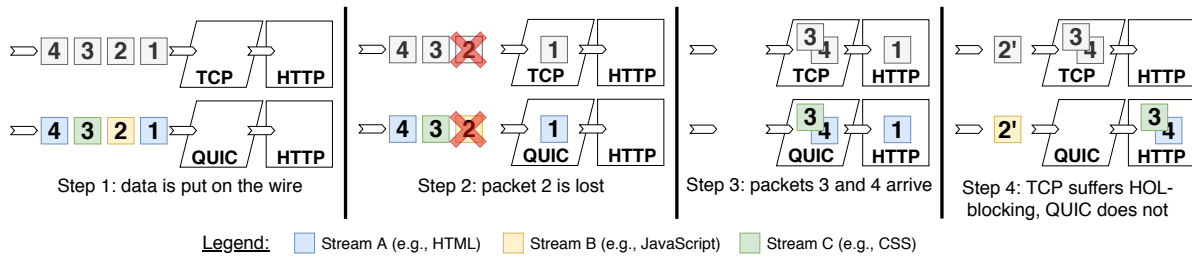 4 3 2 1 TCP HTTP
4 3 2 1 QUIC HTTP
Step 1: data is put on the wire
4 3 2 1 TCP HTTP
4 3 2 1 QUIC HTTP
Step 2: packet 2 is lost
3 4 TCP 1 HTTP
3 4 QUIC 1 HTTP
Step 3: packets 3 and 4 arrive
2' 3 4 TCP HTTP
2' QUIC 3 4 HTTP
Step 4: TCP suffers HOL-
blocking, QUIC does not
Legend: Stream A (e.g., HTML) Stream B (e.g., JavaScript) Stream C (e.g., CSS)